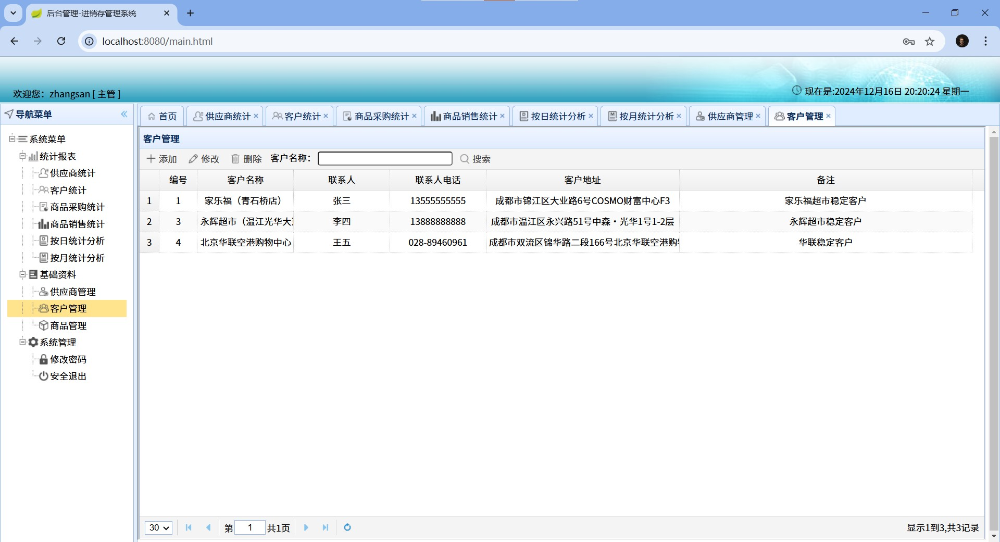 后台管理-进销存管理系统
localhost:8080/main.html
欢迎您：zhangsan [ 主管 ]
现在是:2024年12月16日 20:20:24 星期一
导航菜单
首页 供应商统计 客户统计 商品采购统计 商品销售统计 按日统计分析 按月统计分析 供应商管理 客户管理
系统菜单
统计报表
供应商统计
客户统计
商品采购统计
商品销售统计
按日统计分析
按月统计分析
基础资料
供应商管理
客户管理
商品管理
系统管理
修改密码
安全退出
客户管理
添加 修改 删除 客户名称： 搜索
编号 客户名称 联系人 联系人电话 客户地址 备注
1 1 家乐福（青石桥店） 张三 13555555555 成都市锦江区大业路6号COSMO财富中心F3 家乐福超市稳定客户
2 3 永辉超市（温江光华大 李四 13888888888 成都市温江区永兴路51号中森·光华1号1-2层 永辉超市稳定客户
3 4 北京华联空港购物中心 王五 028-89460961 成都市双流区锦华路二段166号北京华联空港购 华联稳定客户
30 第 1 共1页 显示1到3,共3记录